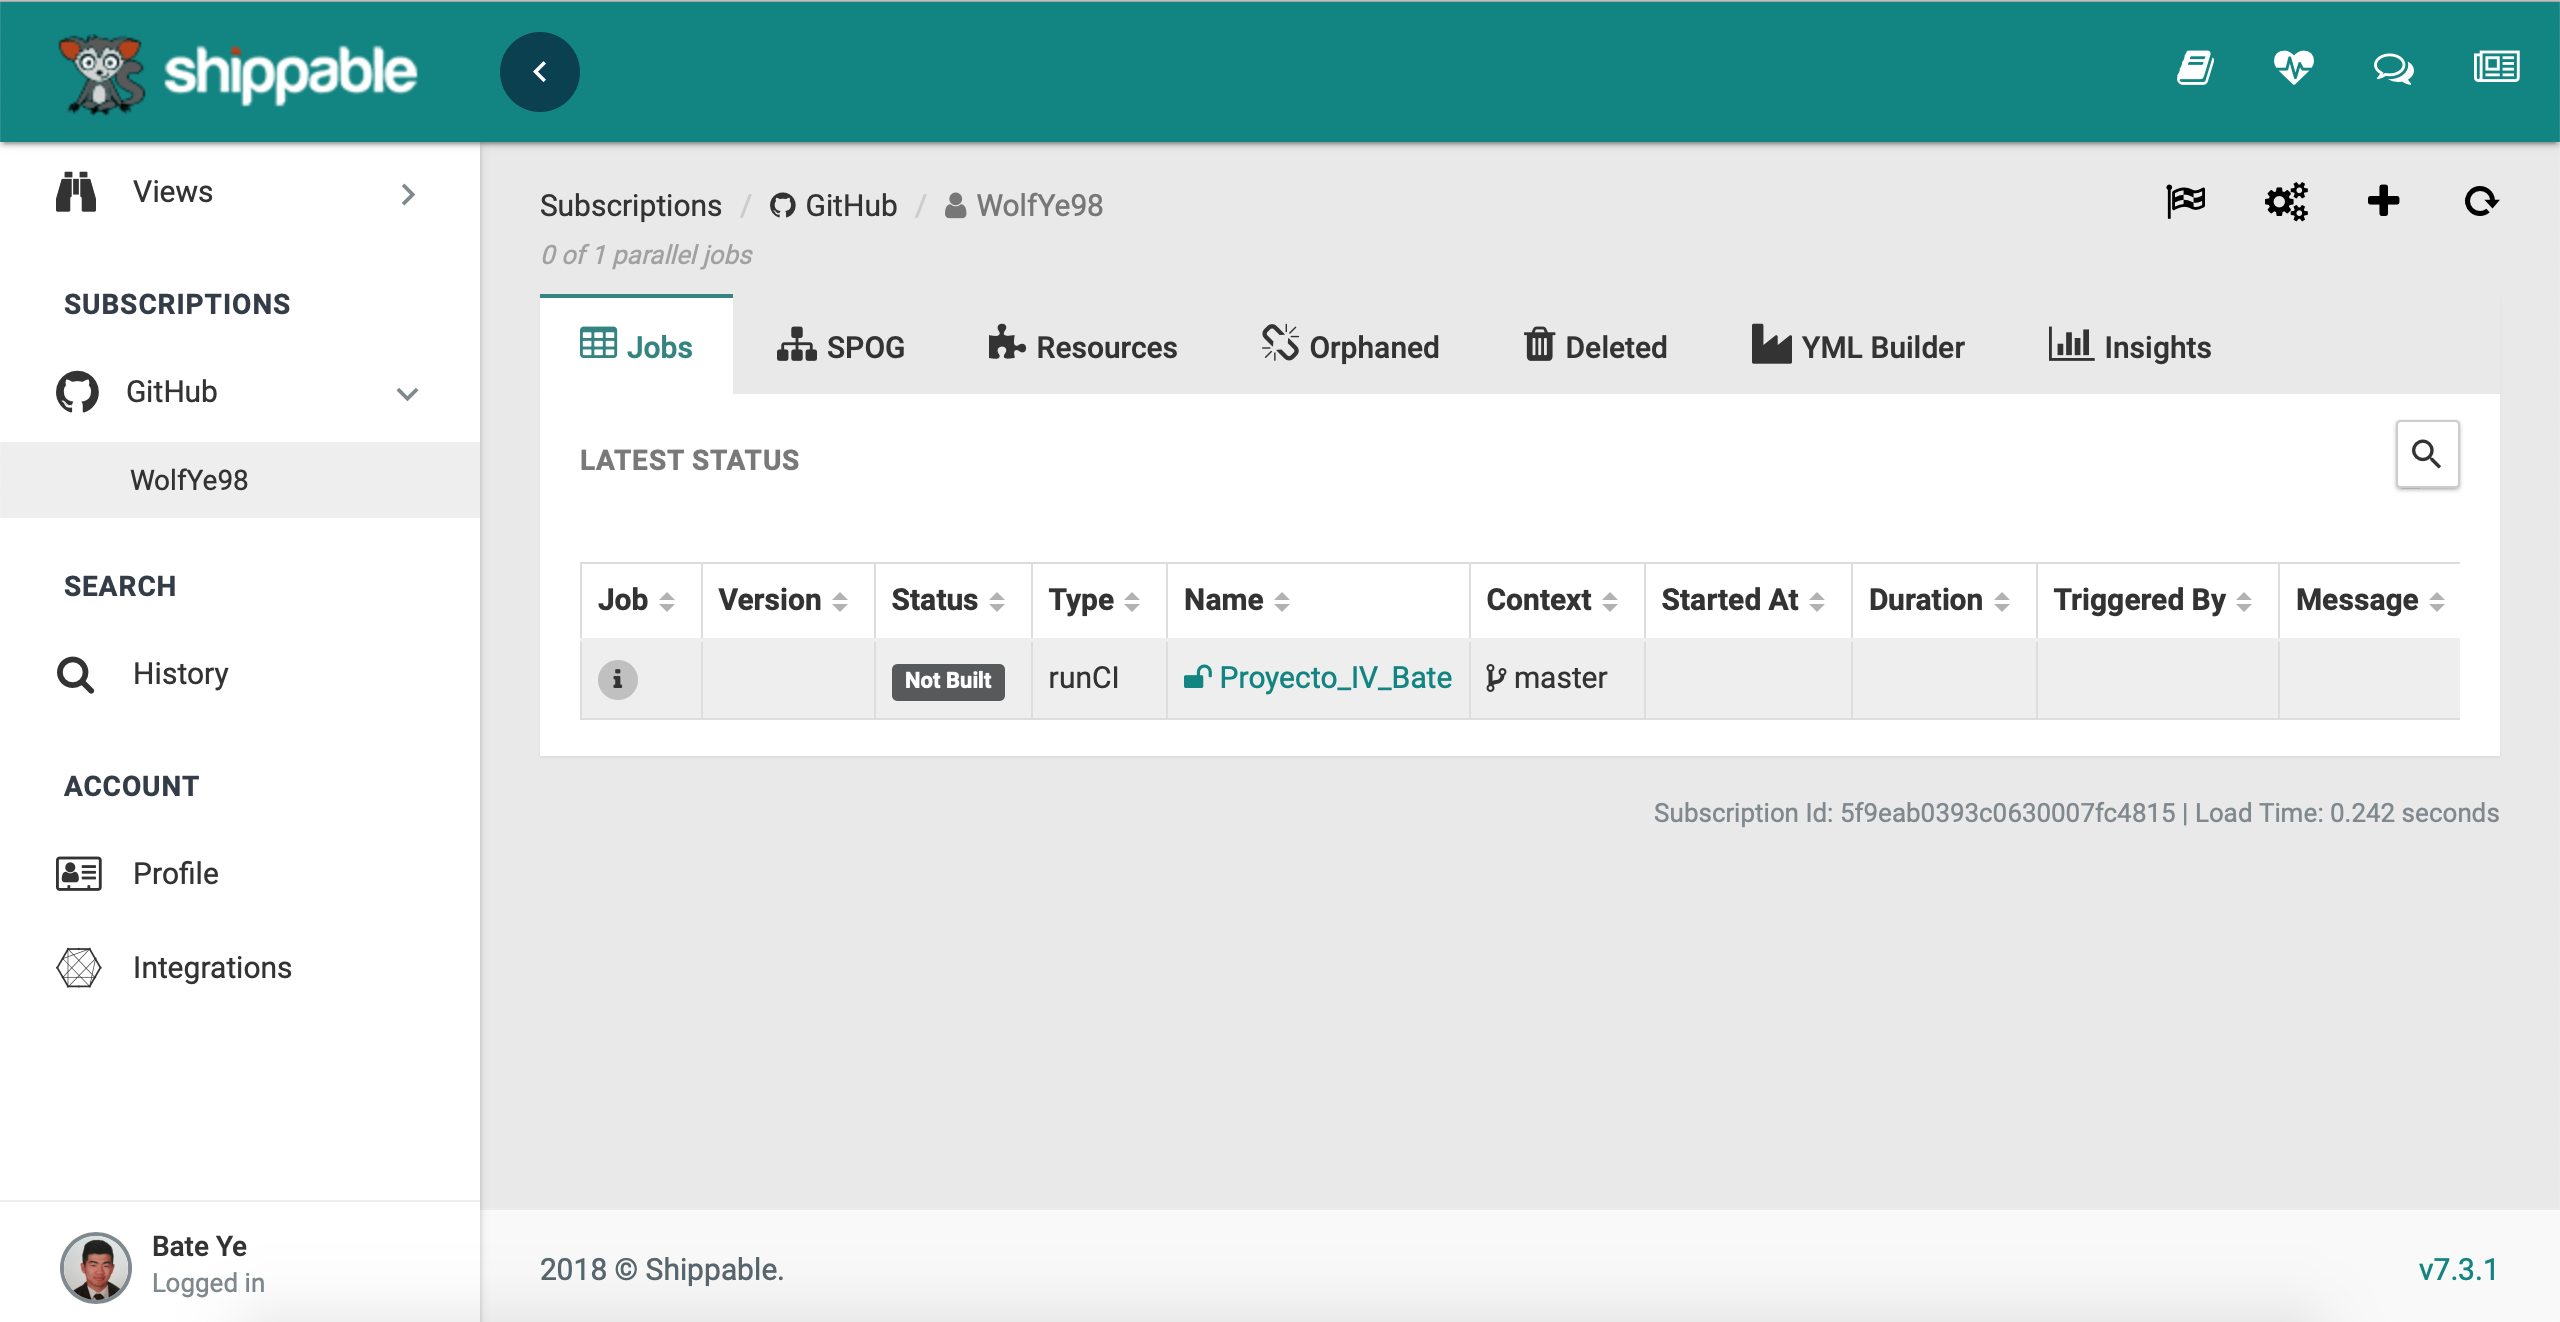 shippable
Views
SUBSCRIPTIONS
GitHub
WolfYe98
SEARCH
History
ACCOUNT
Profile
Integrations
Bate Ye
Logged in
Subscriptions / GitHub / WolfYe98
0 of 1 parallel jobs
Jobs SPOG Resources Orphaned Deleted YML Builder Insights
LATEST STATUS
Job Version Status Type Name Context Started At Duration Triggered By Message
Not Built runCI Proyecto_IV_Bate master
Subscription Id: 5f9eab0393c0630007fc4815 | Load Time: 0.242 seconds
2018 © Shippable. v7.3.1